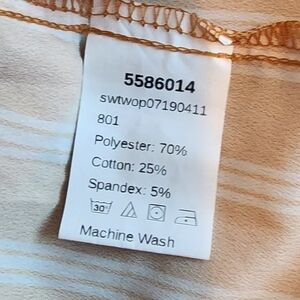 5586014
swtwop07190411
801
Polyester: 70%
Cotton: 25%
Spandex: 5%
30°
Machine Wash